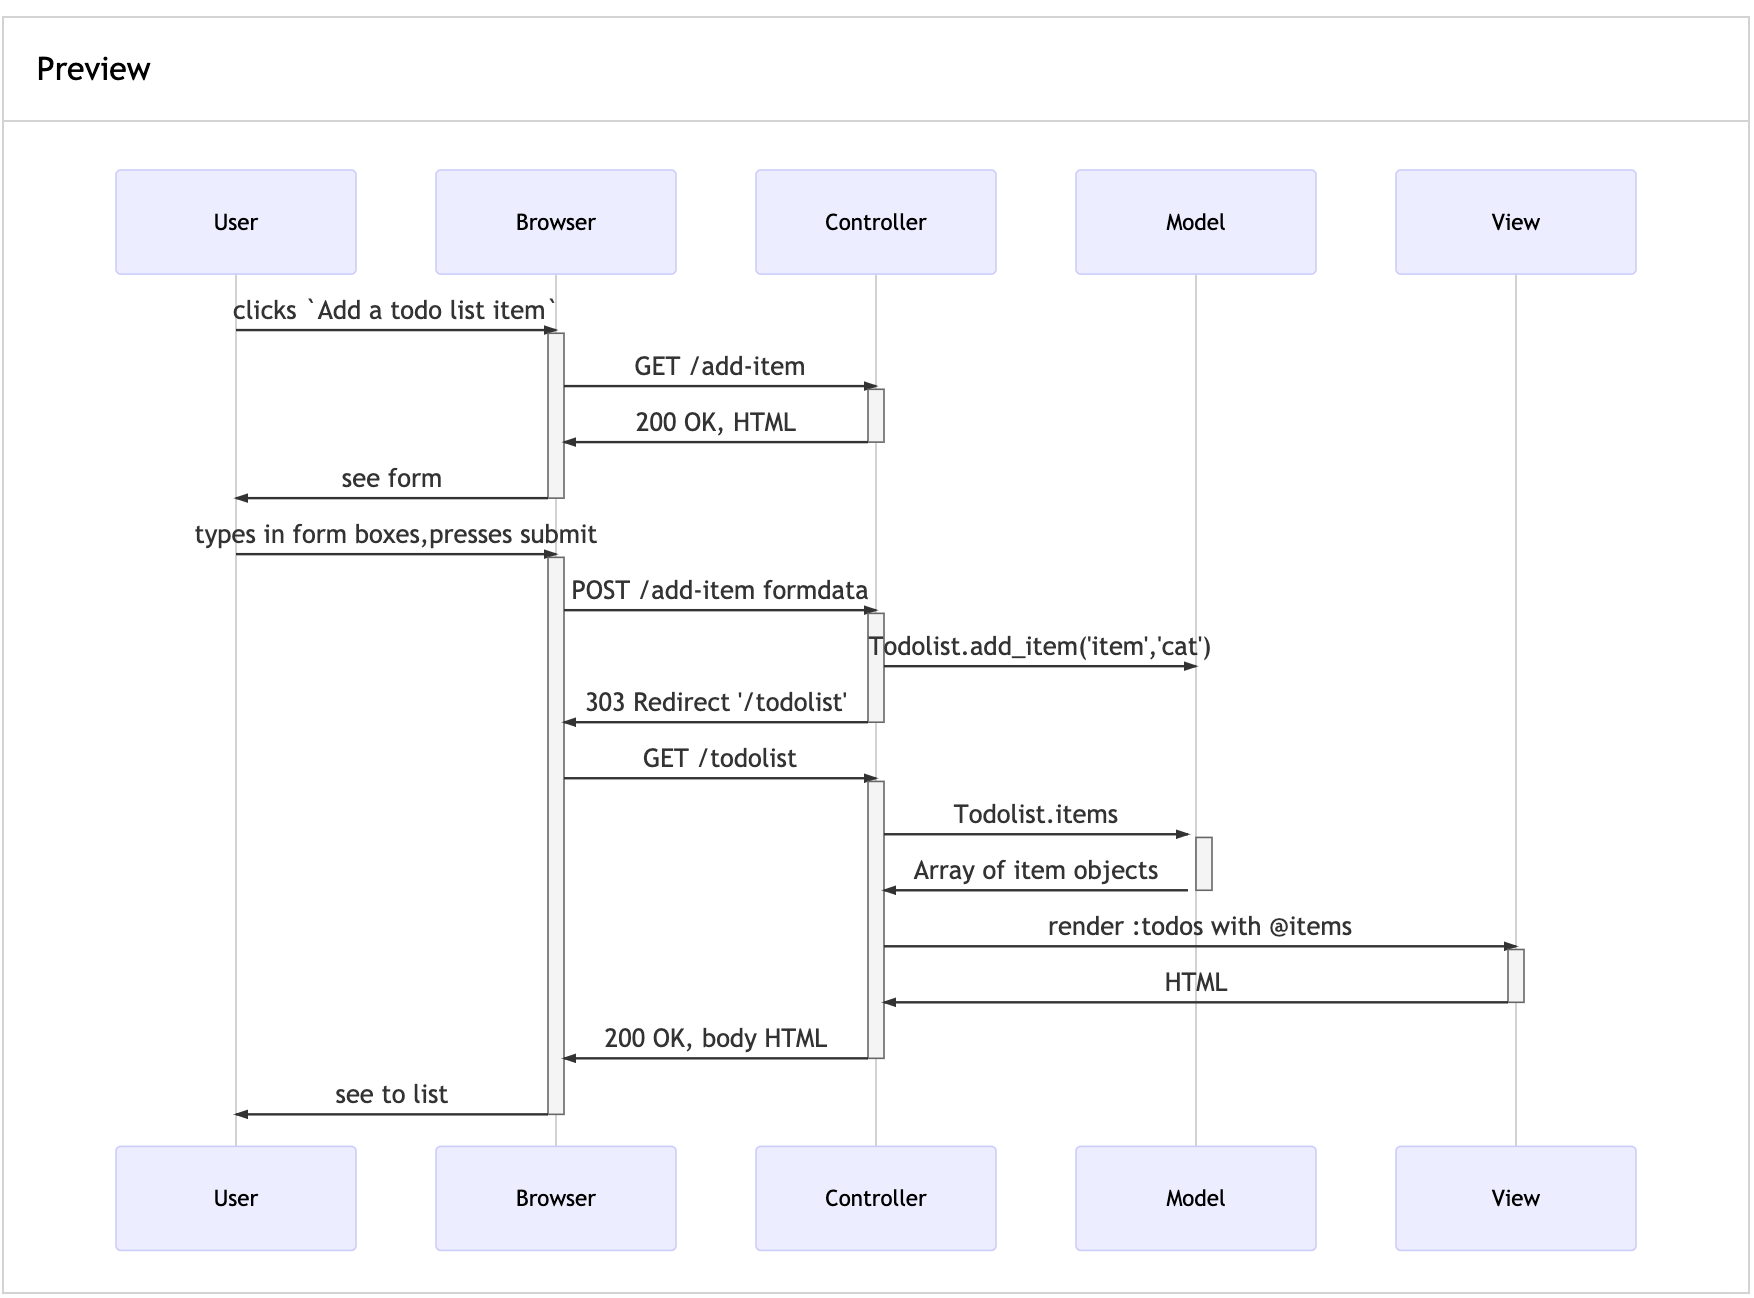 Preview
User
Browser
Controller
Model
View
clicks `Add a todo list item`
GET /add-item
200 OK, HTML
see form
types in form boxes,presses submit
POST /add-item formdata
Todolist.add_item('item','cat')
303 Redirect '/todolist'
GET /todolist
Todolist.items
Array of item objects
render :todos with @items
HTML
200 OK, body HTML
see to list
User
Browser
Controller
Model
View